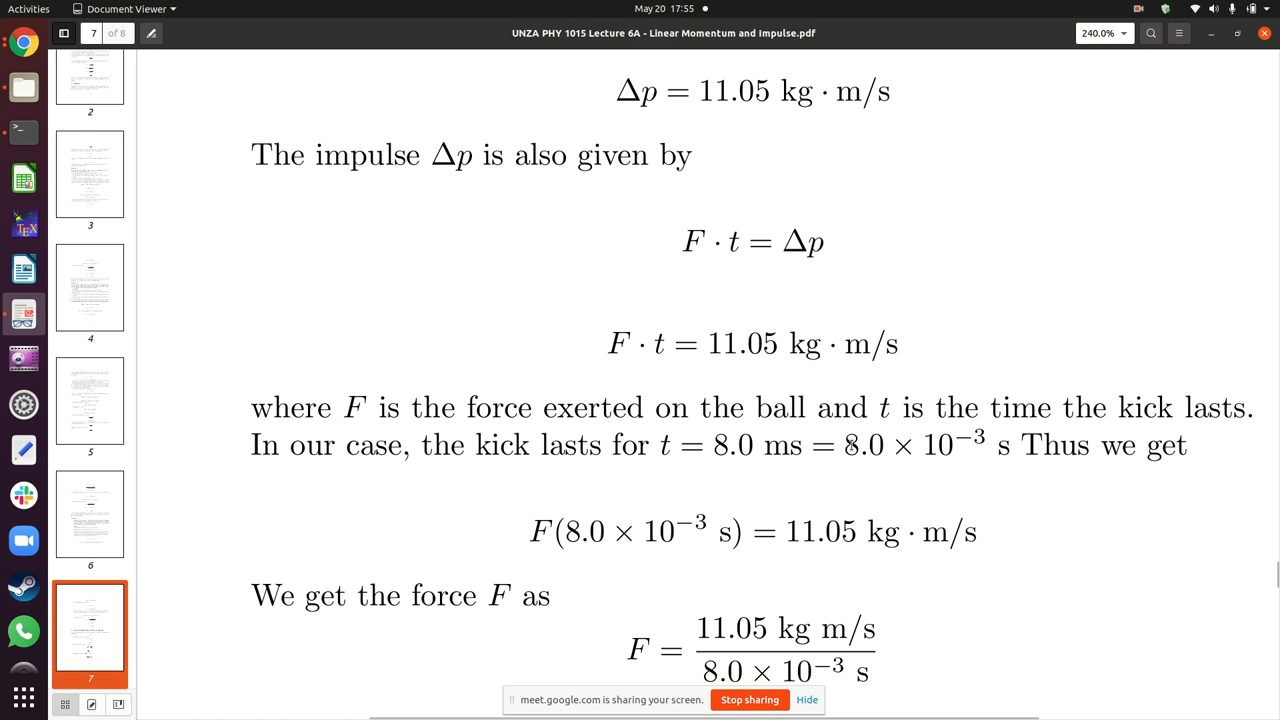 Activities
Document Viewer
May 20 17:55
7 of 8
UNZA PHY 1015 Lecture 6A - Linear Momentum and Impulse.pdf
240.0%
2
3
4
5
6
7
Δp = 11.05 kg · m/s
The impulse Δp is also given by
F · t = Δp
F · t = 11.05 kg · m/s
where F is the force exerted on the ball and t is the time the kick lasts.
In our case, the kick lasts for t = 8.0 ms = 8.0 × 10⁻³ s Thus we get
F(8.0 × 10⁻³ s) = 11.05 kg · m/s
We get the force F as
F = 11.05 kg m/s / 8.0 × 10⁻³ s
meet.google.com is sharing your screen.
Stop sharing
Hide